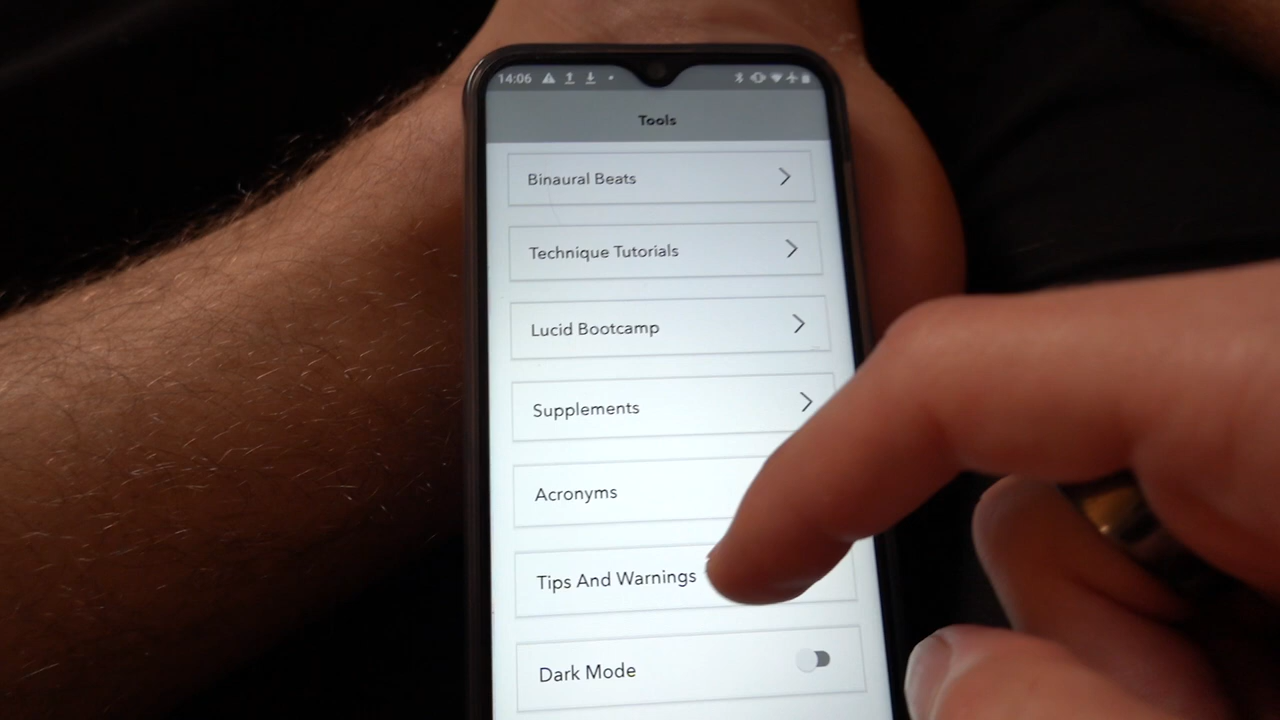 14:06
Tools
Binaural Beats
Technique Tutorials
Lucid Bootcamp
Supplements
Acronyms
Tips And Warnings
Dark Mode